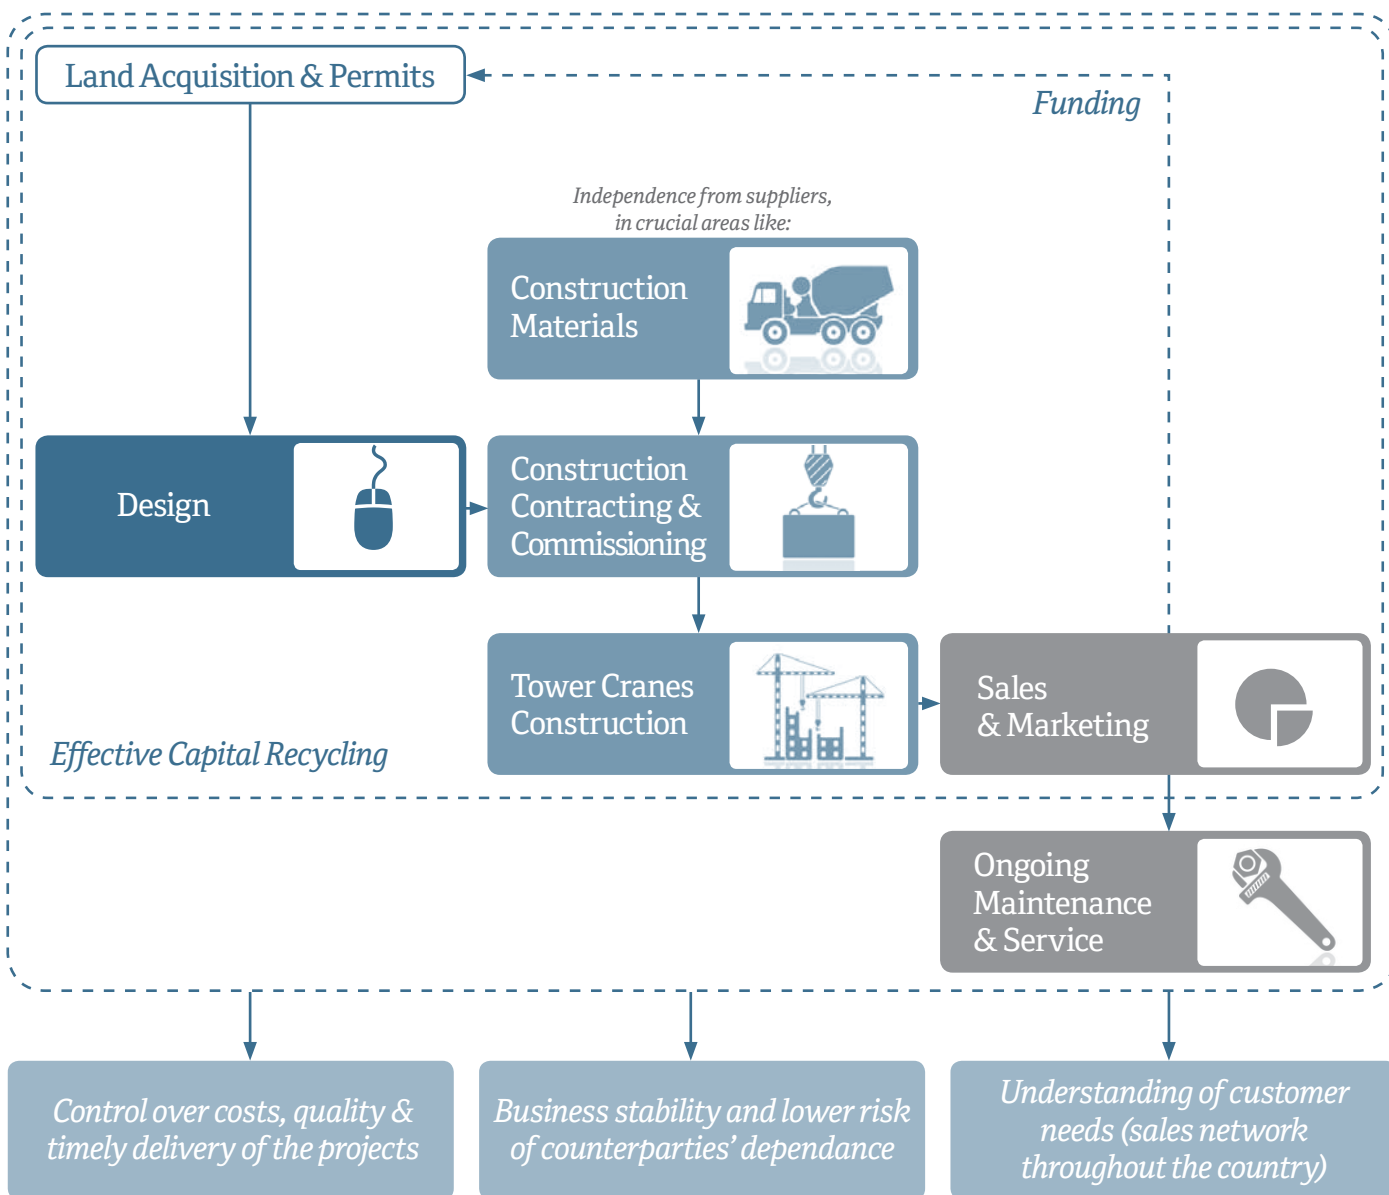 Land Acquisition & Permits
Funding
Independence from suppliers,
in crucial areas like:
Construction
Materials
Design
Construction
Contracting &
Commissioning
Tower Cranes
Construction
Sales
& Marketing
Effective Capital Recycling
Ongoing
Maintenance
& Service
Control over costs, quality &
timely delivery of the projects
Business stability and lower risk
of counterparties’ dependance
Understanding of customer
needs (sales network
throughout the country)